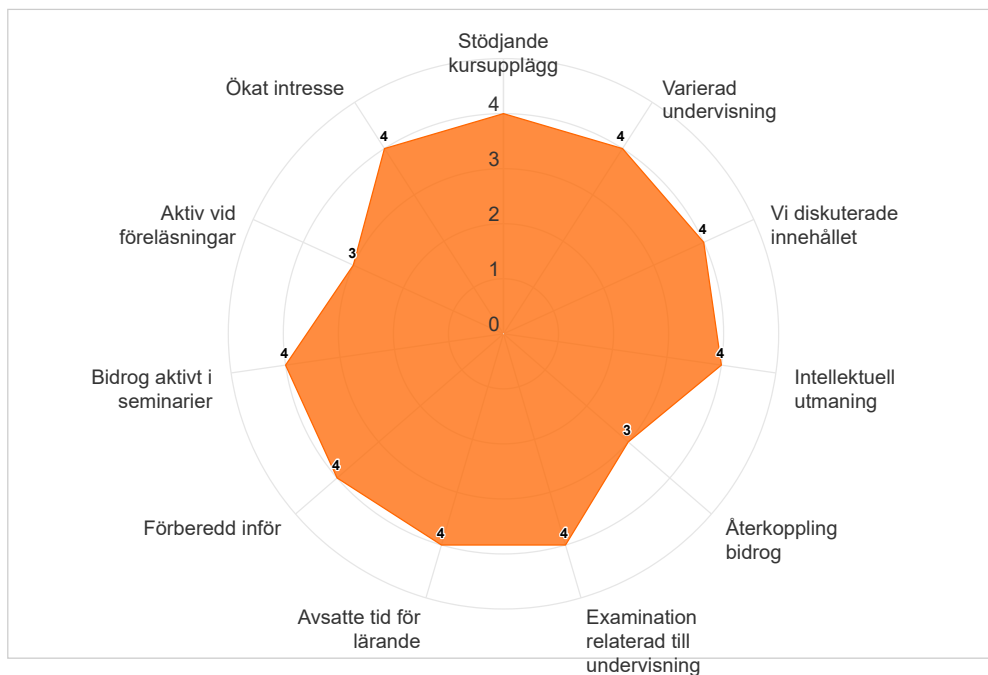 Stödjande
kursupplägg
Ökat intresse
Varierad
undervisning
4
4
4
3
Aktiv vid
föreläsningar
Vi diskuterade
innehållet
2
4
3
1
0
Bidrog aktivt i
seminarier
4
4
Intellektuell
utmaning
3
4
Förberedd inför
Återkoppling
bidrog
4
4
Avsatte tid för
lärande
Examination
relaterad till
undervisning